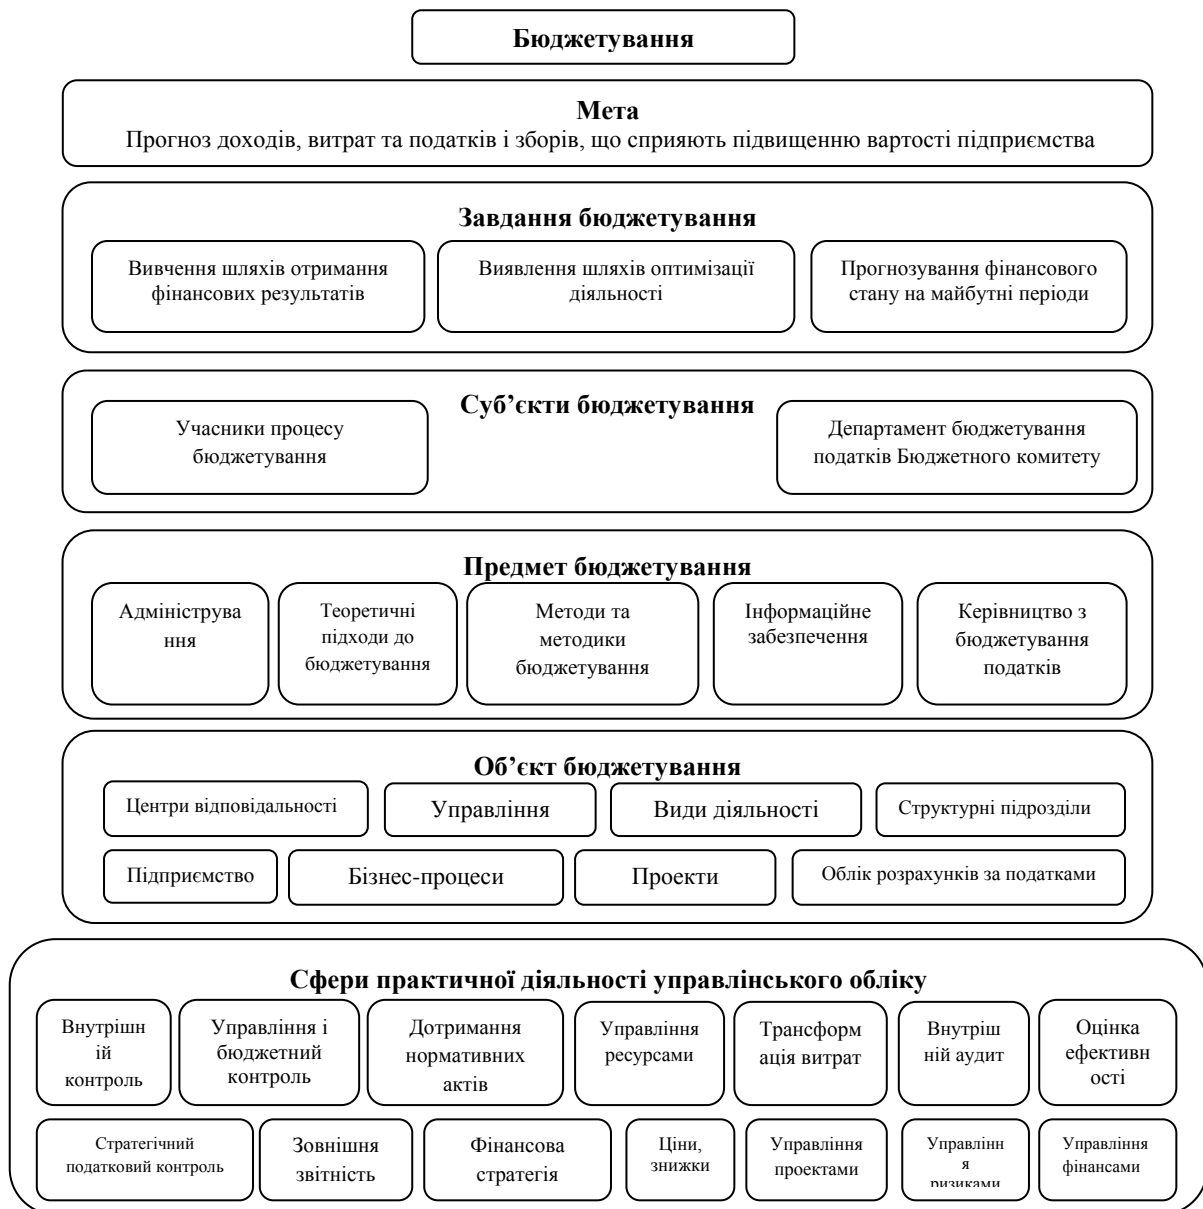 Бюджетування
Мета
Прогноз доходів, витрат та податків і зборів, що сприяють підвищенню вартості підприємства
Завдання бюджетування
Вивчення шляхів отримання
фінансових результатів
Виявлення шляхів оптимізації
діяльності
Прогнозування фінансового
стану на майбутні періоди
Суб’єкти бюджетування
Учасники процесу
бюджетування
Департамент бюджетування
податків Бюджетного комитету
Предмет бюджетування
Адмініструва
ння
Теоретичні
підходи до
бюджетування
Методи та
методики
бюджетування
Інформаційне
забезпечення
Керівництво з
бюджетування
податків
Об’єкт бюджетування
Центри відповідальності
Управління
Види діяльності
Структурні підрозділи
Підприємство
Бізнес-процеси
Проекти
Облік розрахунків за податками
Сфери практичної діяльності управлінського обліку
Внутрішн
ій
контроль
Управління і
бюджетний
контроль
Дотримання
нормативних
актів
Управління
ресурсами
Трансформ
ація витрат
Внутріш
ній аудит
Оцінка
ефективн
ості
Стратегічний
податковий контроль
Зовнішня
звітність
Фінансова
стратегія
Ціни,
знижки
Управління
проектами
Управлінн
я
ризиками
Управління
фінансами